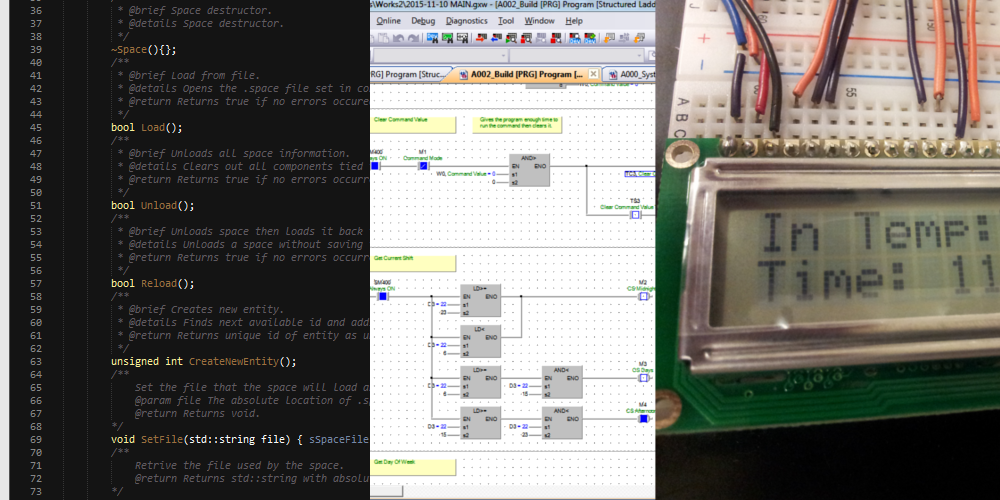 36 * @brief Space destructor.
37 * @details Space destructor.
38 */
39 ~Space(){};
40 /**
41 * @brief Load from file.
42 * @details Opens the .space file set in co
43 * @return Returns true if no errors occure
44 */
45 bool Load();
46 /**
47 * @brief Unloads all space information.
48 * @details Clears out all components tied
49 * @return Returns true if no errors occurr
50 */
51 bool Unload();
52 /**
53 * @brief Unloads space then loads it back
54 * @details Unloads a space without saving
55 * @return Returns true if no errors occurr
56 */
57 bool Reload();
58 /**
59 * @brief Creates new entity.
60 * @details Finds next available id and add
61 * @return Returns unique id of entity as u
62 */
63 unsigned int CreateNewEntity();
64 /**
65 Set the file that the space will load a
66 @param file The absolute location of .s
67 @return Returns void.
68 */
69 void SetFile(std::string file) { sSpaceFile
70 /**
71 Retrive the file used by the space.
72 @return Returns std::string with absolu
73 */
\Works2\2015-11-10 MAIN.gxw - [A002_Build [PRG] Program [Structured Ladd
Online Debug Diagnostics Tool Window Help
RG] Program [Struc... A002_Build [PRG] Program [... A000_Syst
Clear Command Value
Gives the program enough time to
run the command then clears it.
M1
Command Mode
AND=
EN ENO
W0, Command Value = 0 s1
0 s2
TS3
Clear Command Value
Get Current Shift
SM400
Always ON
LD>=
EN ENO
D3 = 22 s1
23 s2
M2
LD<
EN ENO
D3 = 22 s1
6 s2
LD>=
EN ENO
D3 = 22 s1
6 s2
AND<
EN ENO
D3 = 22 s1
15 s2
M3
CS Days
LD>=
EN ENO
D3 = 22 s1
15 s2
AND<
EN ENO
D3 = 22 s1
23 s2
M4
CS Afternoo
Get Day Of Week
J
I
60
55
A
B
C
In Temp:
Time: 11